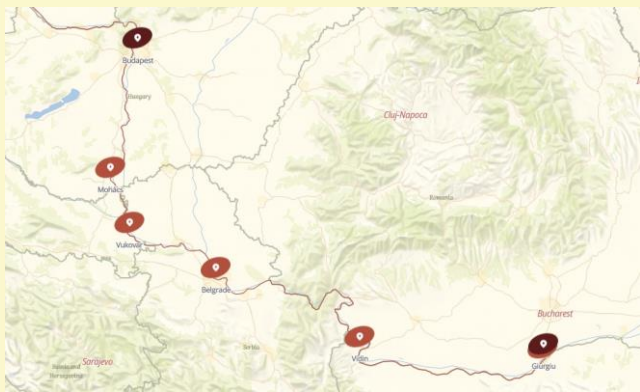 Budapest
Hungary
Cluj-Napoca
Mohács
Romania
Vukovar
Belgrade
Bucharest
Vidin
Giurgiu
Sarajevo